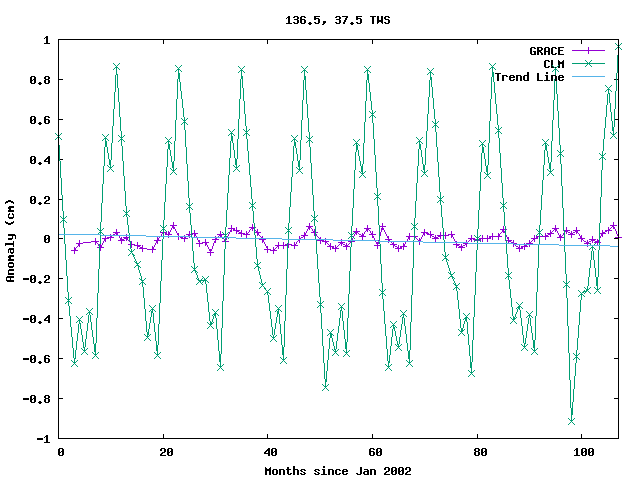 136.5, 37.5 TWS
GRACE
CLM
Trend Line
1
0.8
0.6
0.4
0.2
0
-0.2
-0.4
-0.6
-0.8
-1
Anomaly (cm)
0 20 40 60 80 100
Months since Jan 2002